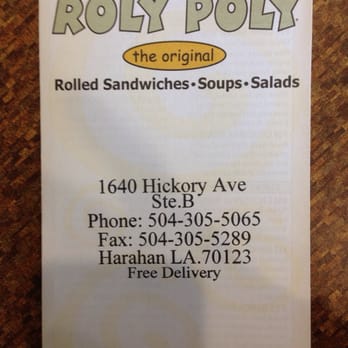 ROLY POLY
the original
Rolled Sandwiches • Soups • Salads
1640 Hickory Ave
Ste.B
Phone: 504-305-5065
Fax: 504-305-5289
Harahan LA.70123
Free Delivery